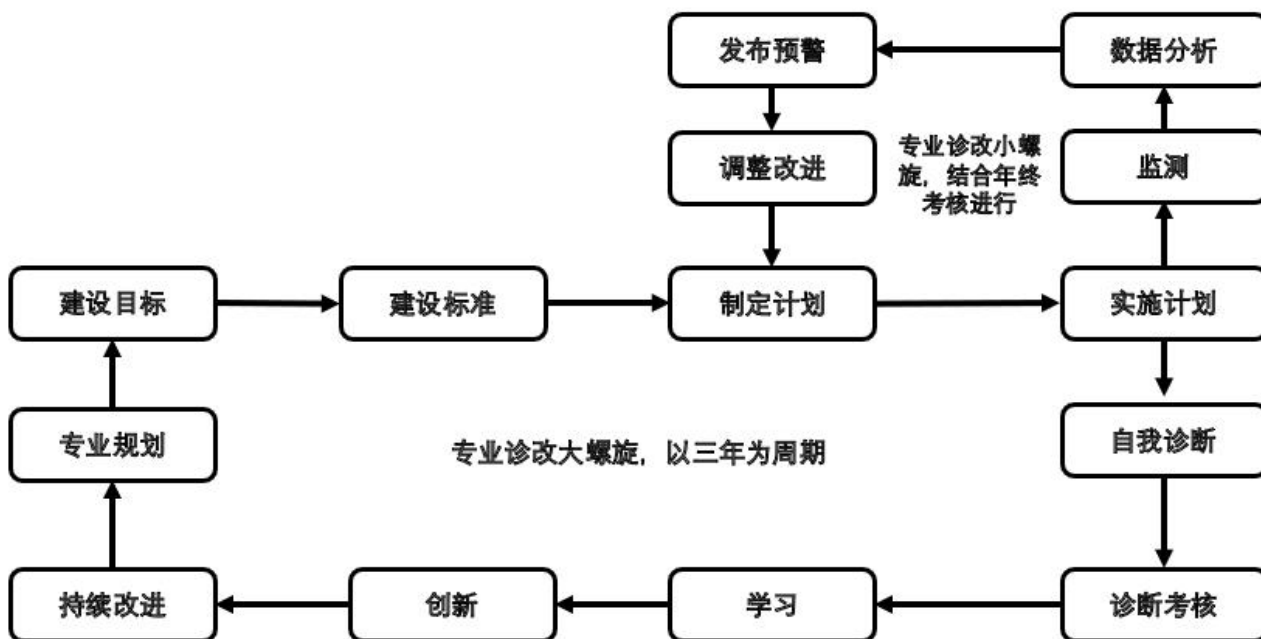 发布预警
数据分析
调整改进
专业诊改小螺
旋，结合年终
考核进行
监测
建设目标
建设标准
制定计划
实施计划
专业规划
专业诊改大螺旋，以三年为周期
自我诊断
持续改进
创新
学习
诊断考核